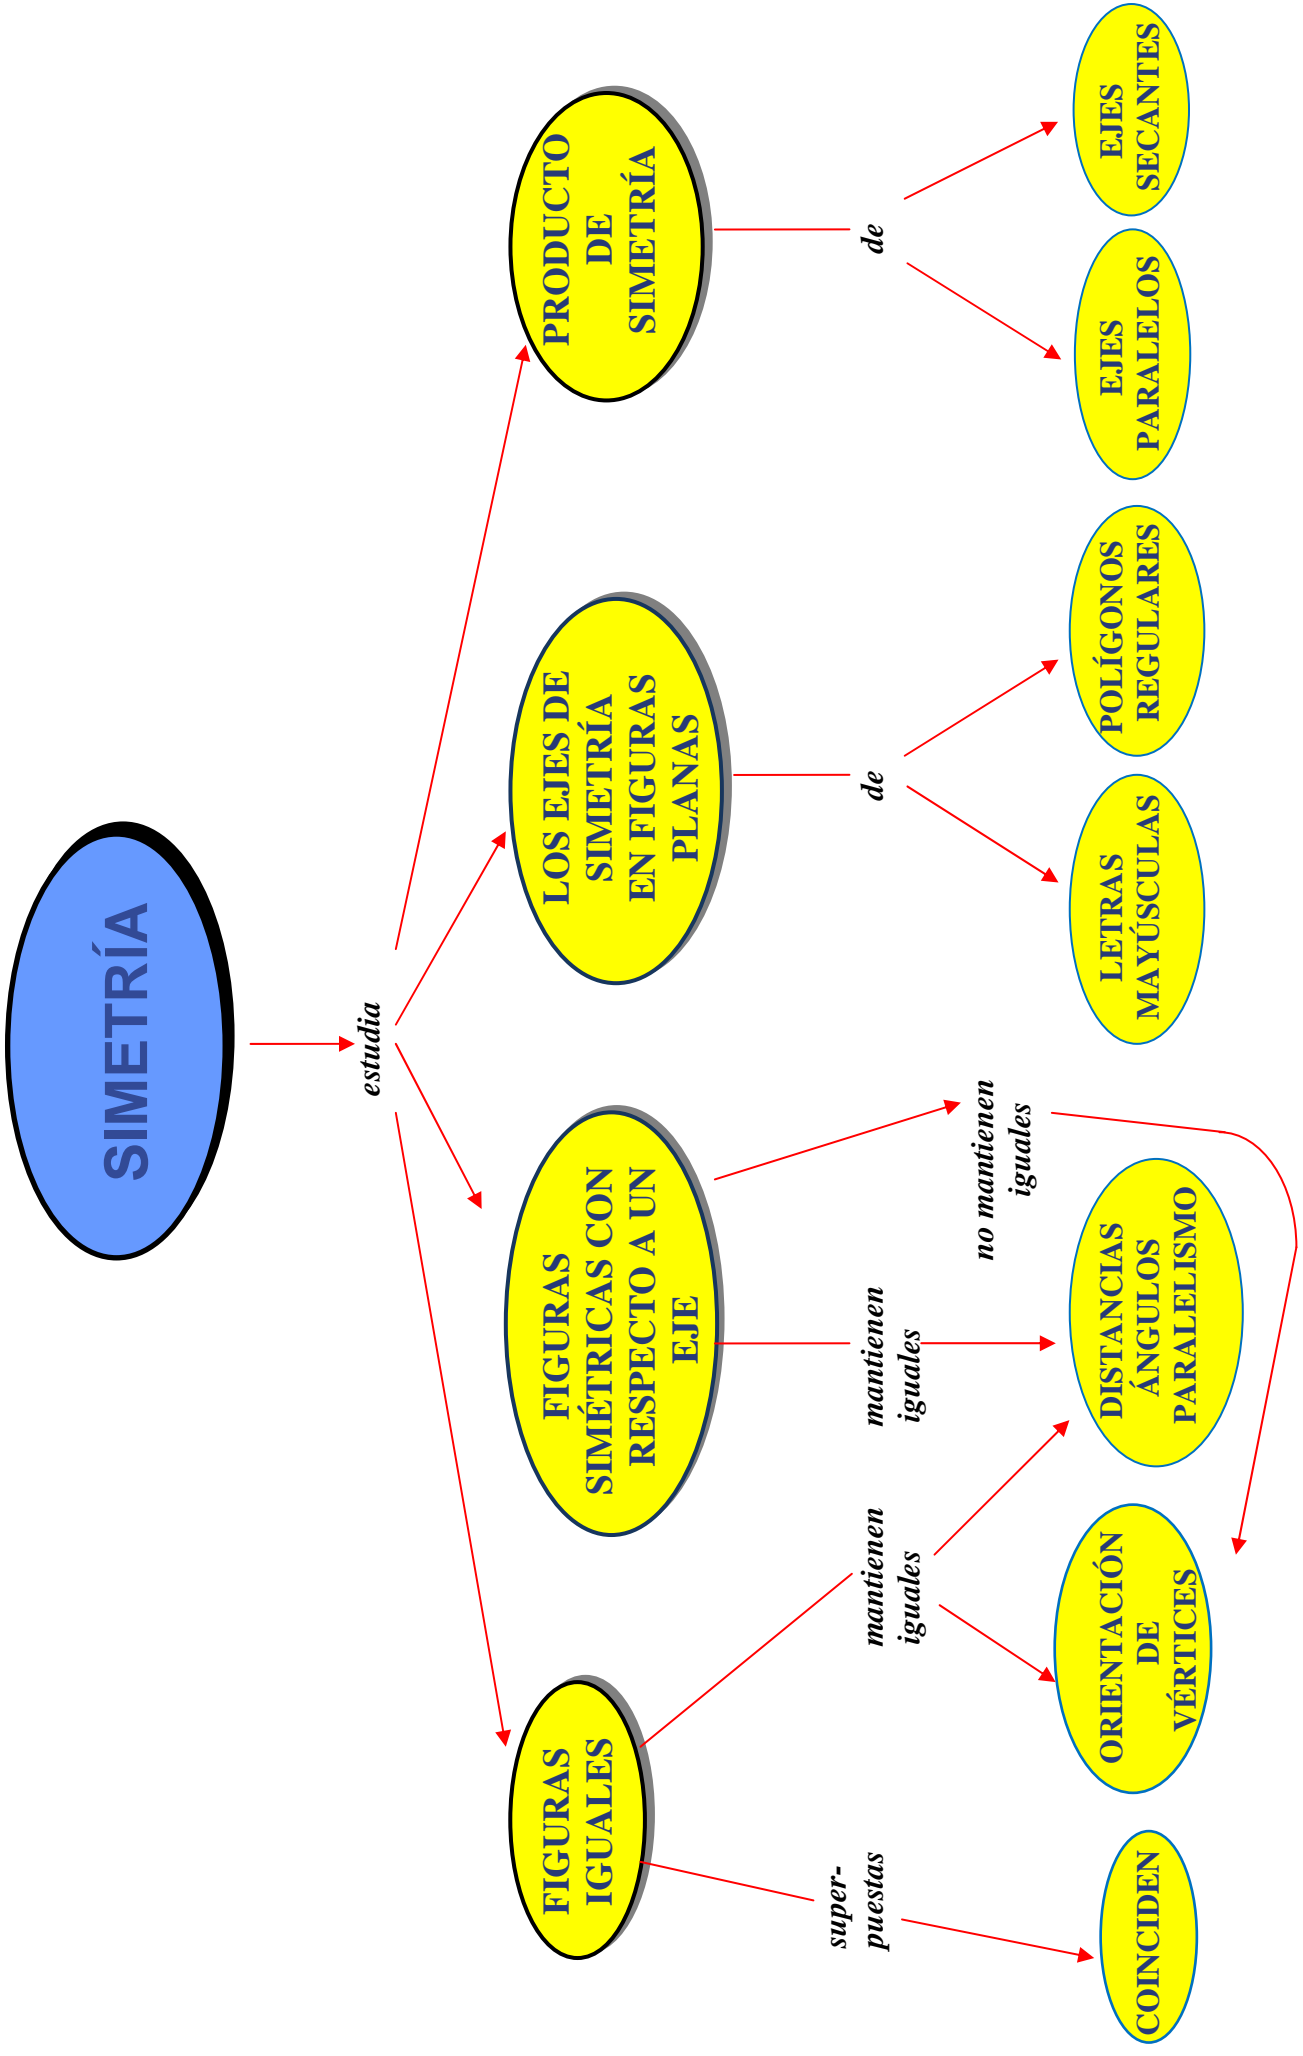 SIMETRÍA
estudia
FIGURAS
IGUALES
FIGURAS
SIMÉTRICAS CON
RESPECTO A UN
EJE
LOS EJES DE
SIMETRÍA
EN FIGURAS
PLANAS
PRODUCTO
DE
SIMETRÍA
super-
puestas
mantienen
iguales
mantienen
iguales
no mantienen
iguales
de
de
COINCIDEN
ORIENTACIÓN
DE
VÉRTICES
DISTANCIAS
ÁNGULOS
PARALELISMO
LETRAS
MAYÚSCULAS
POLÍGONOS
REGULARES
EJES
PARALELOS
EJES
SECANTES